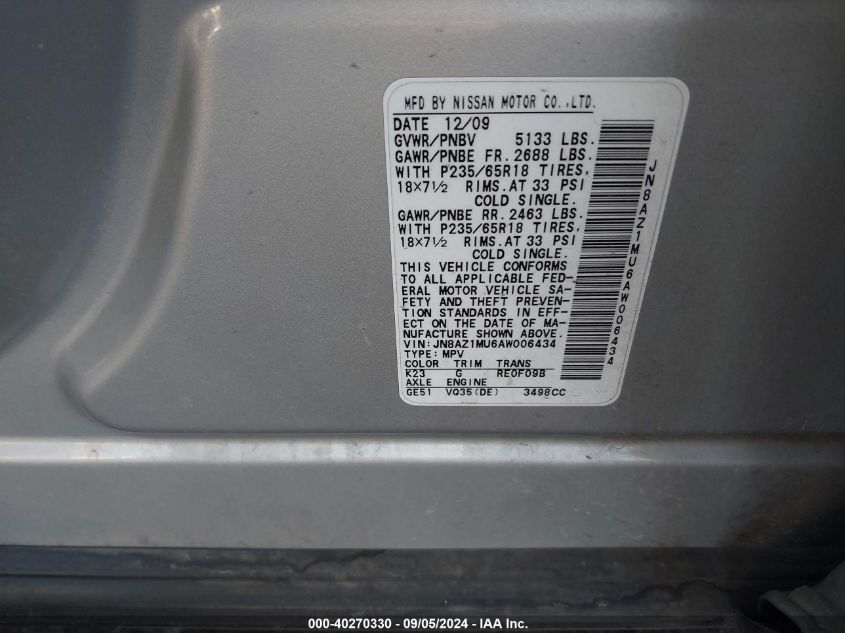 MFD BY NISSAN MOTOR CO.,LTD.
DATE 12/09
GVWR/PNBV 5133 LBS.
GAWR/PNBE FR. 2688 LBS.
WITH P235/65R18 TIRES,
18×7½ RIMS. AT 33 PSI
COLD SINGLE.
GAWR/PNBE RR. 2463 LBS.
WITH P235/65R18 TIRES,
18×7½ RIMS. AT 33 PSI
COLD SINGLE.
THIS VEHICLE CONFORMS
TO ALL APPLICABLE FED-
ERAL MOTOR VEHICLE SA-
FETY AND THEFT PREVEN-
TION STANDARDS IN EFF-
ECT ON THE DATE OF MA-
NUFACTURE SHOWN ABOVE.
VIN: JN8AZ1MU6AW006434
TYPE: MPV
COLOR TRIM TRANS
K23 G RE0F09B
AXLE ENGINE
GE51 VQ35(DE) 3498CC
JN8AZ1MU6AW006434
000-40270330 - 09/05/2024 - IAA Inc.